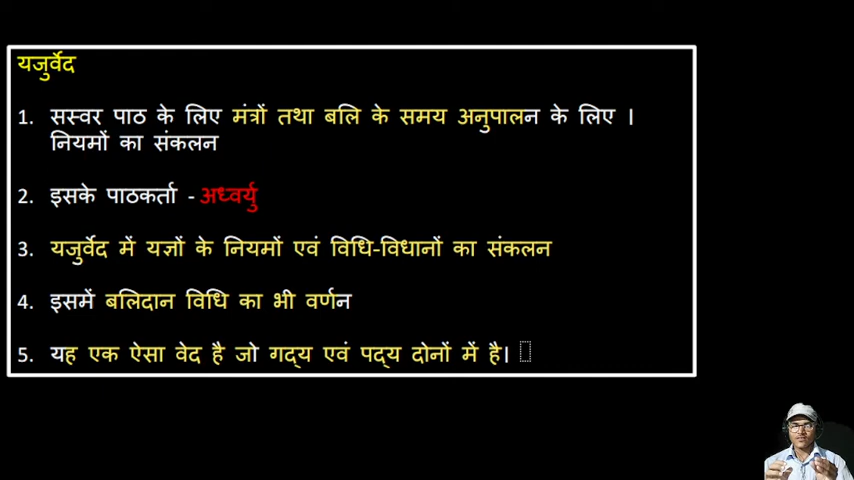 यजुर्वेद
1. सस्वर पाठ के लिए मंत्रों तथा बलि के समय अनुपालन के लिए ।
नियमों का संकलन
2. इसके पाठकर्ता - अध्वर्यु
3. यजुर्वेद में यज्ञों के नियमों एवं विधि-विधानों का संकलन
4. इसमें बलिदान विधि का भी वर्णन
5. यह एक ऐसा वेद है जो गद्य एवं पद्य दोनों में है।